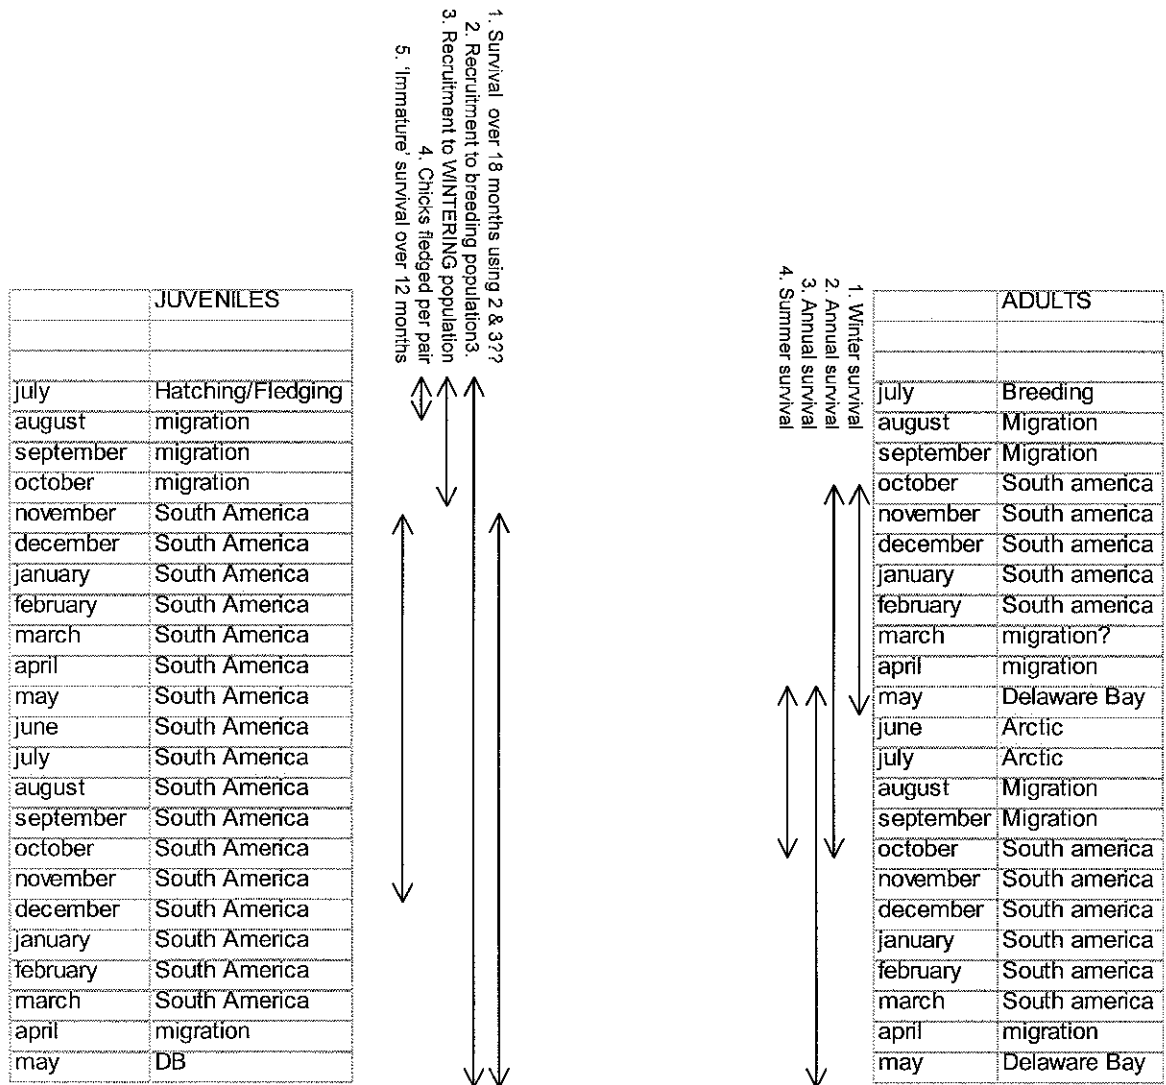 1. Survival over 18 months using 2 & 3??
2. Recruitment to breeding population3.
3. Recruitment to WINTERING population
4. Chicks fledged per pair
5. 'Immature' survival over 12 months
JUVENILES
july Hatching/Fledging
august migration
september migration
october migration
november South America
december South America
january South America
february South America
march South America
april South America
may South America
june South America
july South America
august South America
september South America
october South America
november South America
december South America
january South America
february South America
march South America
april migration
may DB
1. Winter survival
2. Annual survival
3. Annual survival
4. Summer survival
ADULTS
july Breeding
august Migration
september Migration
october South america
november South america
december South america
january South america
february South america
march migration?
april migration
may Delaware Bay
june Arctic
july Arctic
august Migration
september Migration
october South america
november South america
december South america
january South america
february South america
march South america
april migration
may Delaware Bay